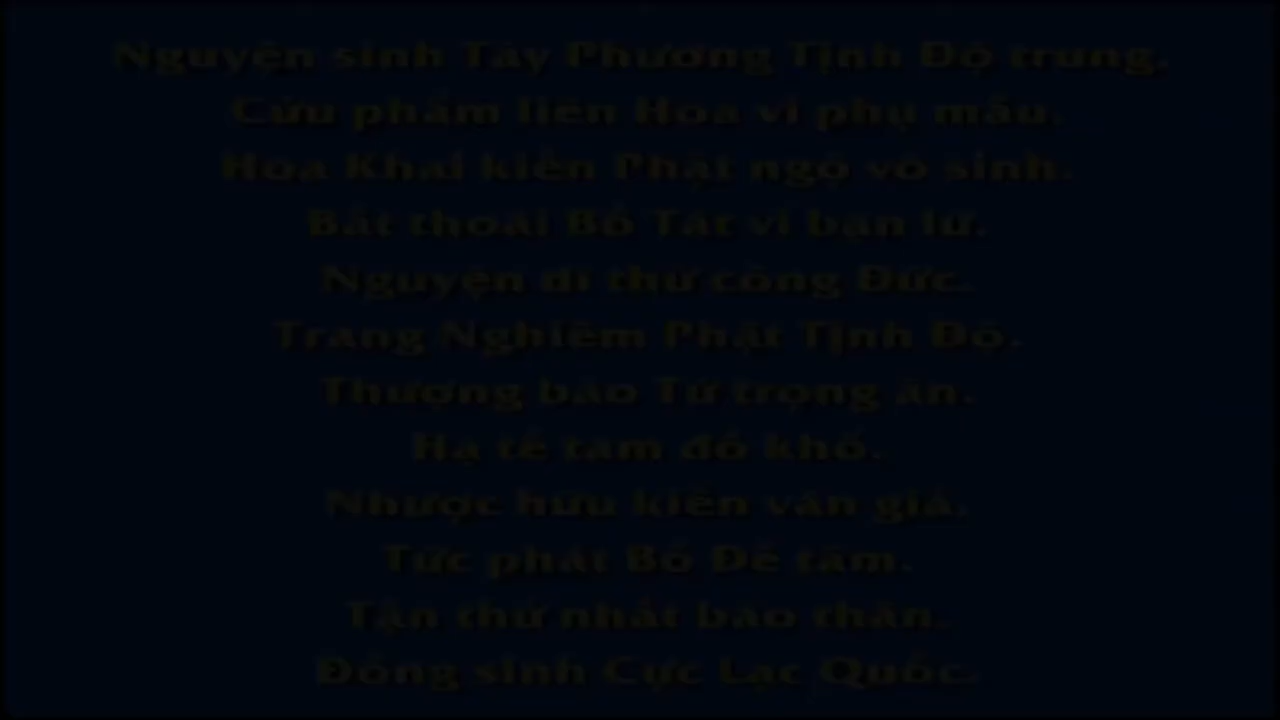 Nguyện sinh Tây Phương Tịnh Độ trung.
Cửu phẩm liên Hoa vi phụ mẫu.
Hoa Khai kiến Phật ngộ vô sinh.
Bất thoái Bồ Tát vi bạn lữ.
Nguyện dĩ thử công Đức.
Trang Nghiêm Phật Tịnh Độ.
Thượng báo Tứ trọng ân.
Hạ tế tam đồ khổ.
Nhược hữu kiến văn giả.
Tức phát Bồ Đề tâm.
Tận thử nhất báo thân.
Đồng sinh Cực Lạc Quốc.